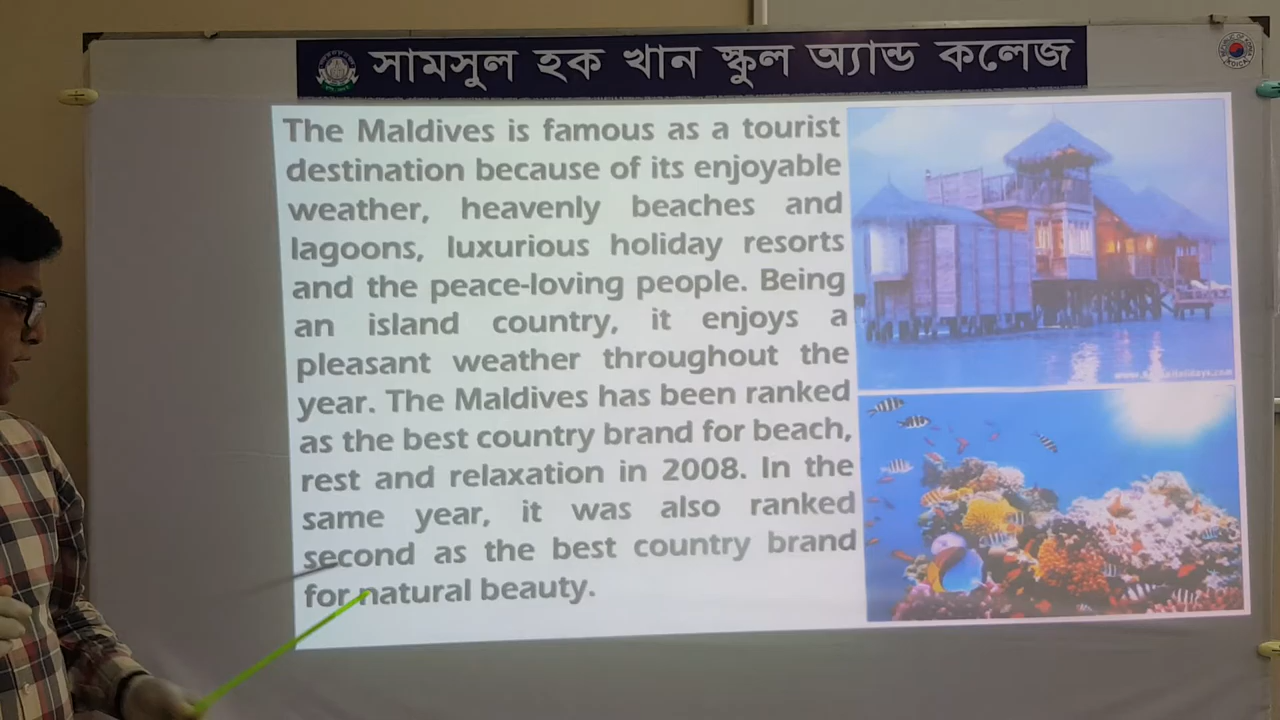 সামসুল হক খান স্কুল অ্যান্ড কলেজ
The Maldives is famous as a tourist
destination because of its enjoyable
weather, heavenly beaches and
lagoons, luxurious holiday resorts
and the peace-loving people. Being
an island country, it enjoys a
pleasant weather throughout the
year. The Maldives has been ranked
as the best country brand for beach,
rest and relaxation in 2008. In the
same year, it was also ranked
second as the best country brand
for natural beauty.